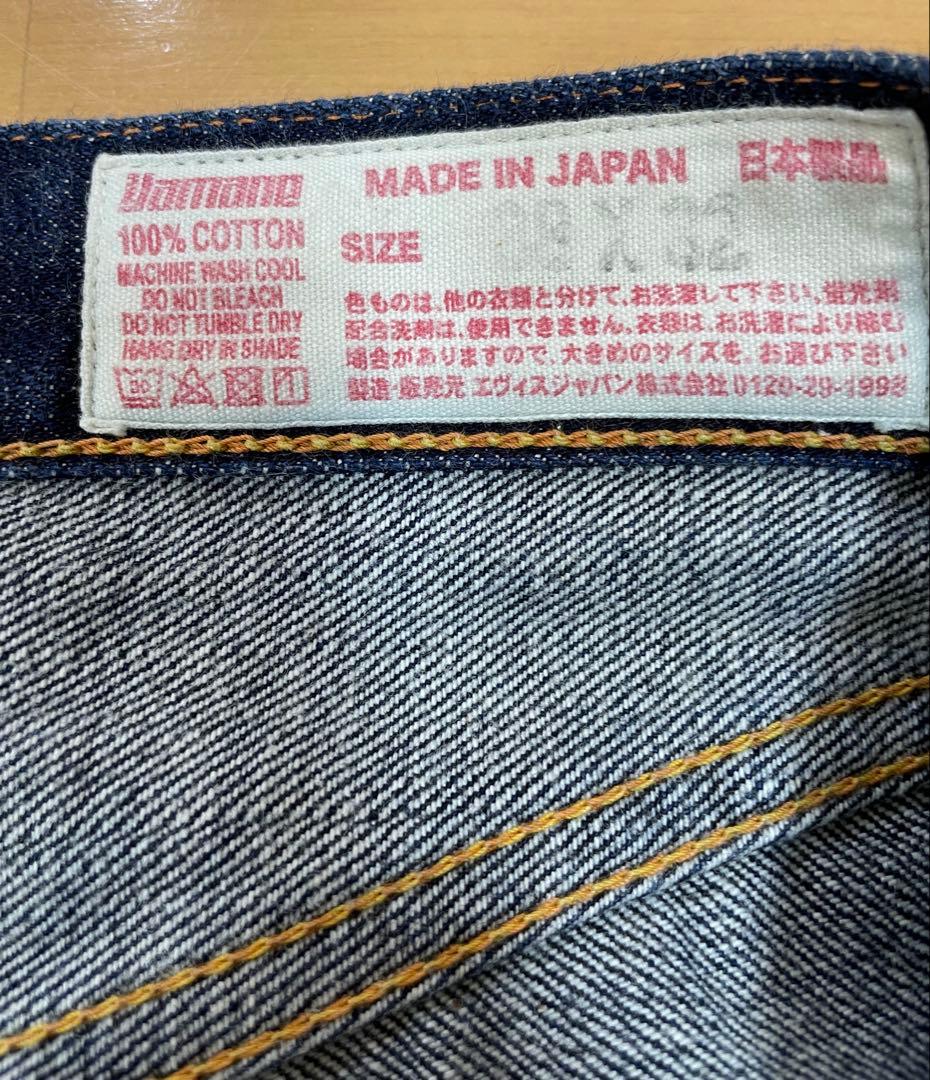 Yamane
100% COTTON
MACHINE WASH COOL
DO NOT BLEACH
DO NOT TUMBLE DRY
HANG DRY IN SHADE
30
MADE IN JAPAN 日本製品
SIZE
色ものは、他の衣類と分けて、お洗濯して下さい。蛍光剤
配合洗剤は、使用できません。衣類は、お洗濯により縮む
場合がありますので、大きめのサイズを、お選び下さい
製造・販売元 エヴィスジャパン株式会社 0120-29-1998